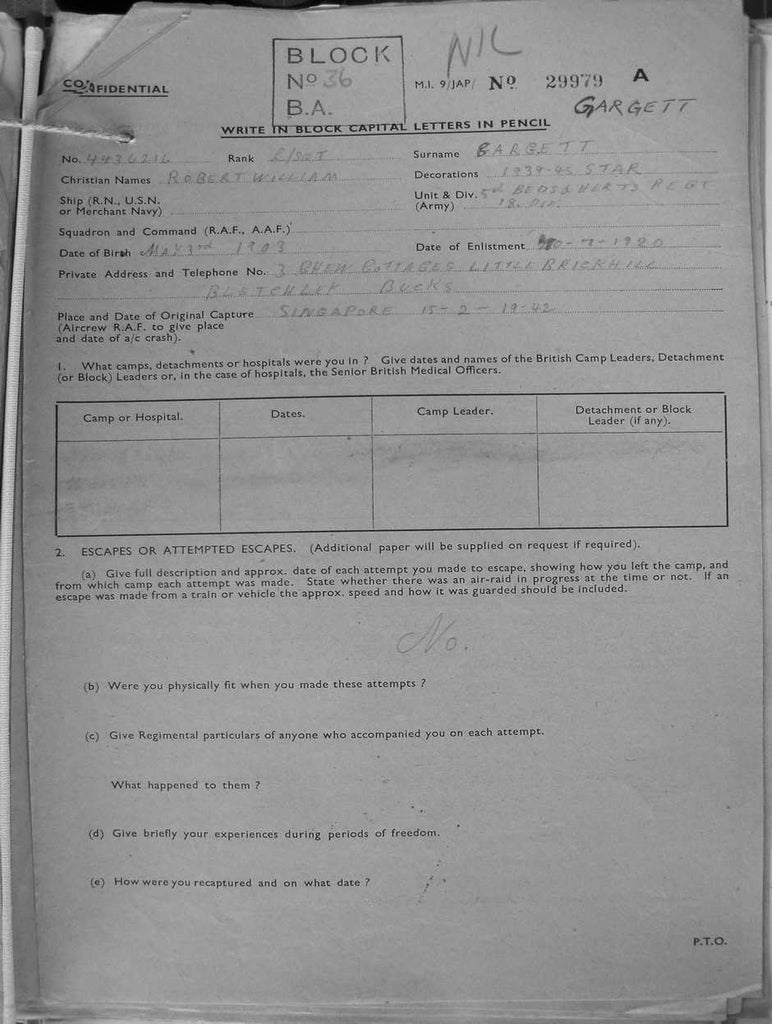 BLOCK
No 36
B.A.
NIL
CONFIDENTIAL
M.I. 9/JAP/ No 29979 A
GARGETT
WRITE IN BLOCK CAPITAL LETTERS IN PENCIL
No. Rank L/SGT Surname GARGETT
Christian Names ROBERT WILLIAM Decorations 1939-45 STAR
Ship (R.N., U.S.N. or Merchant Navy) Unit & Div. (Army) 5th BEDS & HERTS REGT
18. DIV.
Squadron and Command (R.A.F., A.A.F.)
Date of Birth MAY 3rd 1903 Date of Enlistment -7-1920
Private Address and Telephone No. 3 COTTAGES LITTLE BRICKHILL
BLETCHLEY BUCKS
Place and Date of Original Capture SINGAPORE 15-2-1942
(Aircrew R.A.F. to give place
and date of a/c crash).
1. What camps, detachments or hospitals were you in ? Give dates and names of the British Camp Leaders, Detachment
(or Block) Leaders or, in the case of hospitals, the Senior British Medical Officers.
Camp or Hospital. Dates. Camp Leader. Detachment or Block
Leader (if any).
2. ESCAPES OR ATTEMPTED ESCAPES. (Additional paper will be supplied on request if required).
(a) Give full description and approx. date of each attempt you made to escape, showing how you left the camp, and
from which camp each attempt was made. State whether there was an air-raid in progress at the time or not. If an
escape was made from a train or vehicle the approx. speed and how it was guarded should be included.
No.
(b) Were you physically fit when you made these attempts ?
(c) Give Regimental particulars of anyone who accompanied you on each attempt.
What happened to them ?
(d) Give briefly your experiences during periods of freedom.
(e) How were you recaptured and on what date ?
P.T.O.